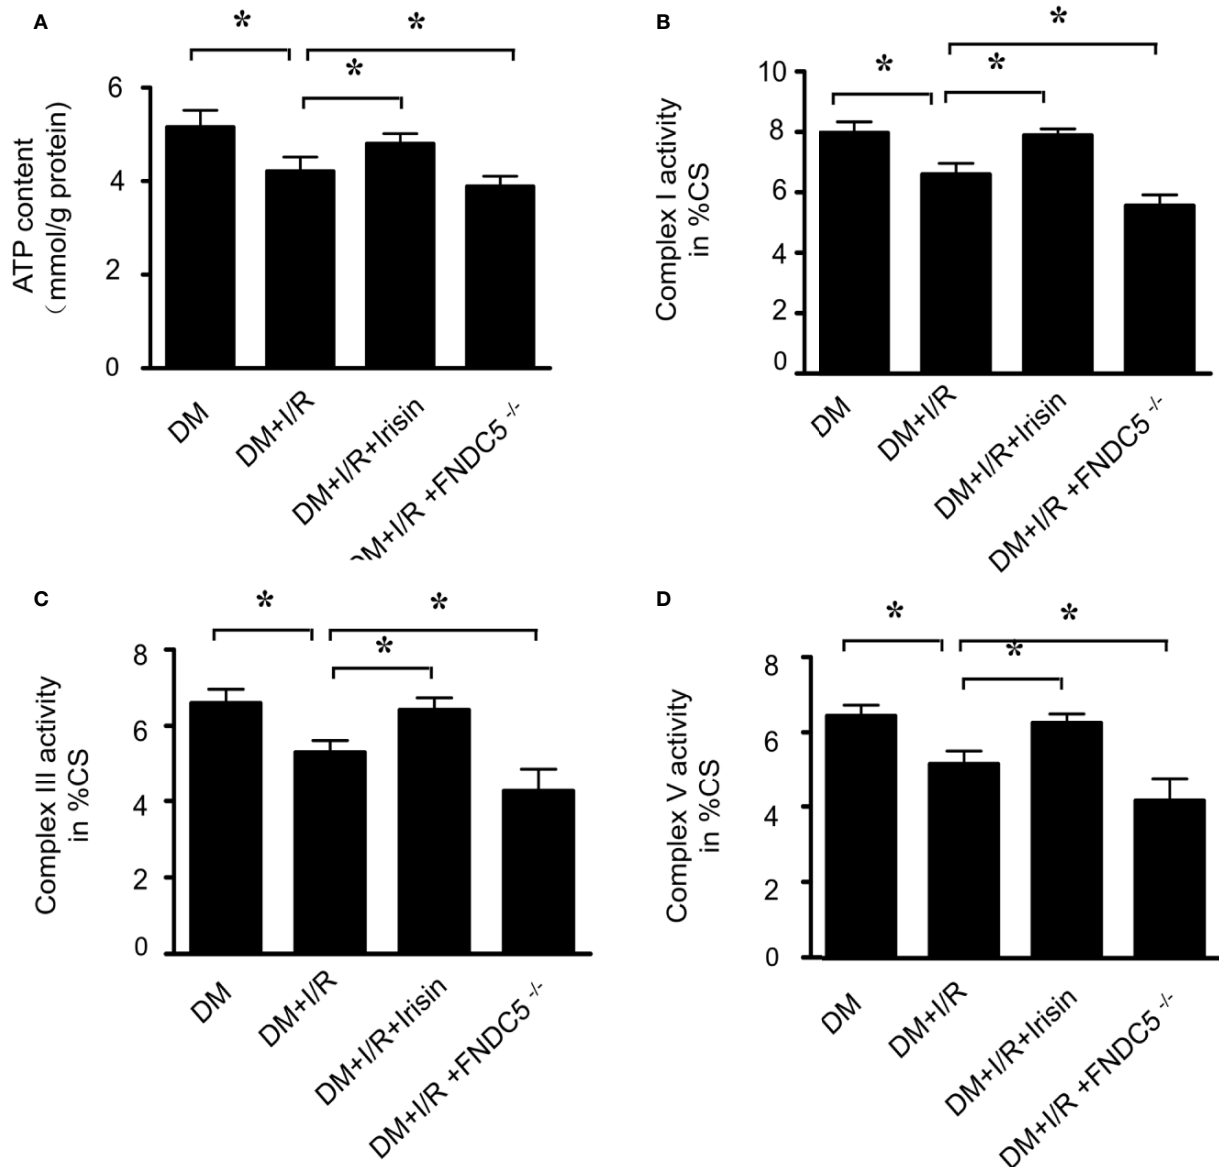 A
* *
*
6
4
2
0
ATP content
(mmol/g protein)
DM
DM+I/R
DM+I/R+Irisin
DM+I/R +FNDC5 -/-
B
*
* *
10
8
6
4
2
0
Complex I activity
in %CS
DM
DM+I/R
DM+I/R+Irisin
DM+I/R +FNDC5 -/-
C
* *
*
8
6
4
2
0
Complex III activity
in %CS
DM
DM+I/R
DM+I/R+Irisin
DM+I/R +FNDC5 -/-
D
* *
*
8
6
4
2
0
Complex V activity
in %CS
DM
DM+I/R
DM+I/R+Irisin
DM+I/R +FNDC5 -/-